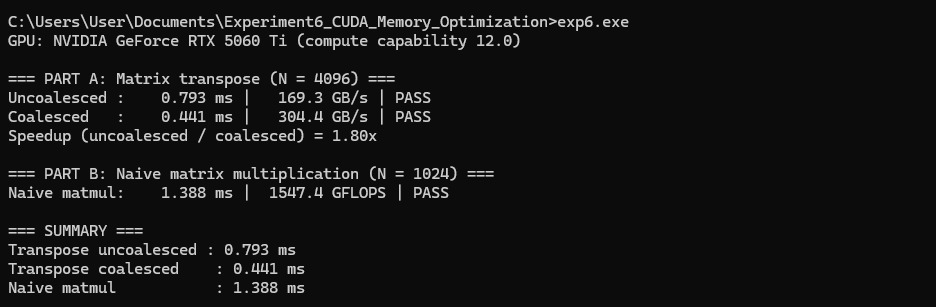 C:\Users\User\Documents\Experiment6_CUDA_Memory_Optimization>exp6.exe
GPU: NVIDIA GeForce RTX 5060 Ti (compute capability 12.0)
=== PART A: Matrix transpose (N = 4096) ===
Uncoalesced :    0.793 ms |   169.3 GB/s | PASS
Coalesced   :    0.441 ms |   304.4 GB/s | PASS
Speedup (uncoalesced / coalesced) = 1.80x
=== PART B: Naive matrix multiplication (N = 1024) ===
Naive matmul:    1.388 ms |  1547.4 GFLOPS | PASS
=== SUMMARY ===
Transpose uncoalesced : 0.793 ms
Transpose coalesced    : 0.441 ms
Naive matmul           : 1.388 ms